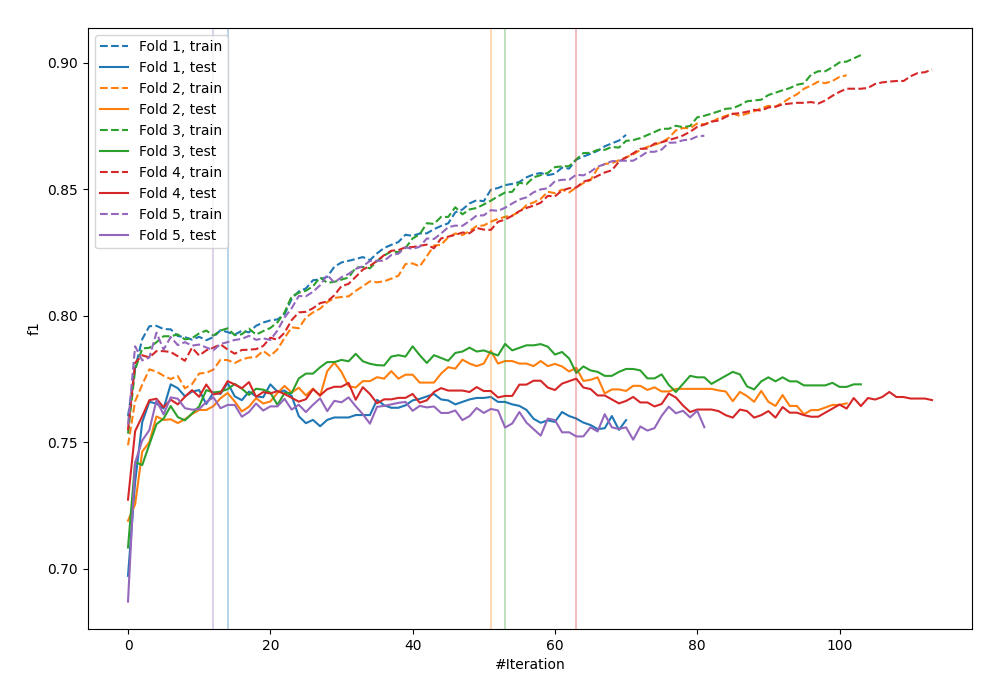 Fold 1, train
Fold 1, test
Fold 2, train
Fold 2, test
Fold 3, train
Fold 3, test
Fold 4, train
Fold 4, test
Fold 5, train
Fold 5, test
0.90
0.85
0.80
0.75
0.70
f1
0 20 40 60 80 100
#Iteration